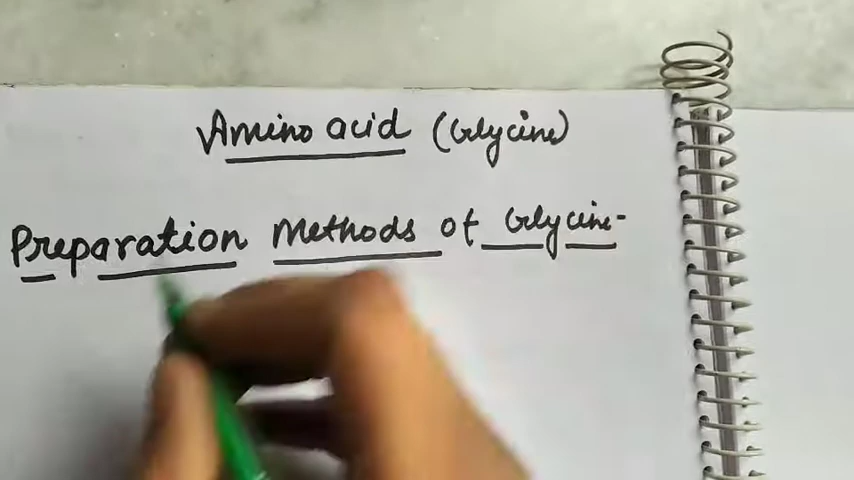 Amino acid (Glycine)
Preparation Methods of Glycine-